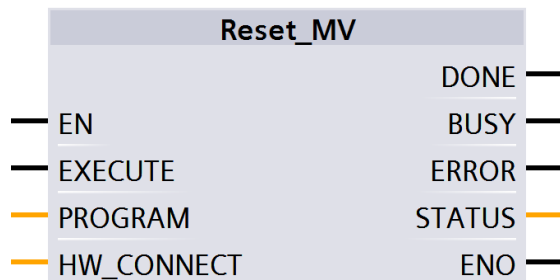 Reset_MV
DONE
EN BUSY
EXECUTE ERROR
PROGRAM STATUS
HW_CONNECT ENO